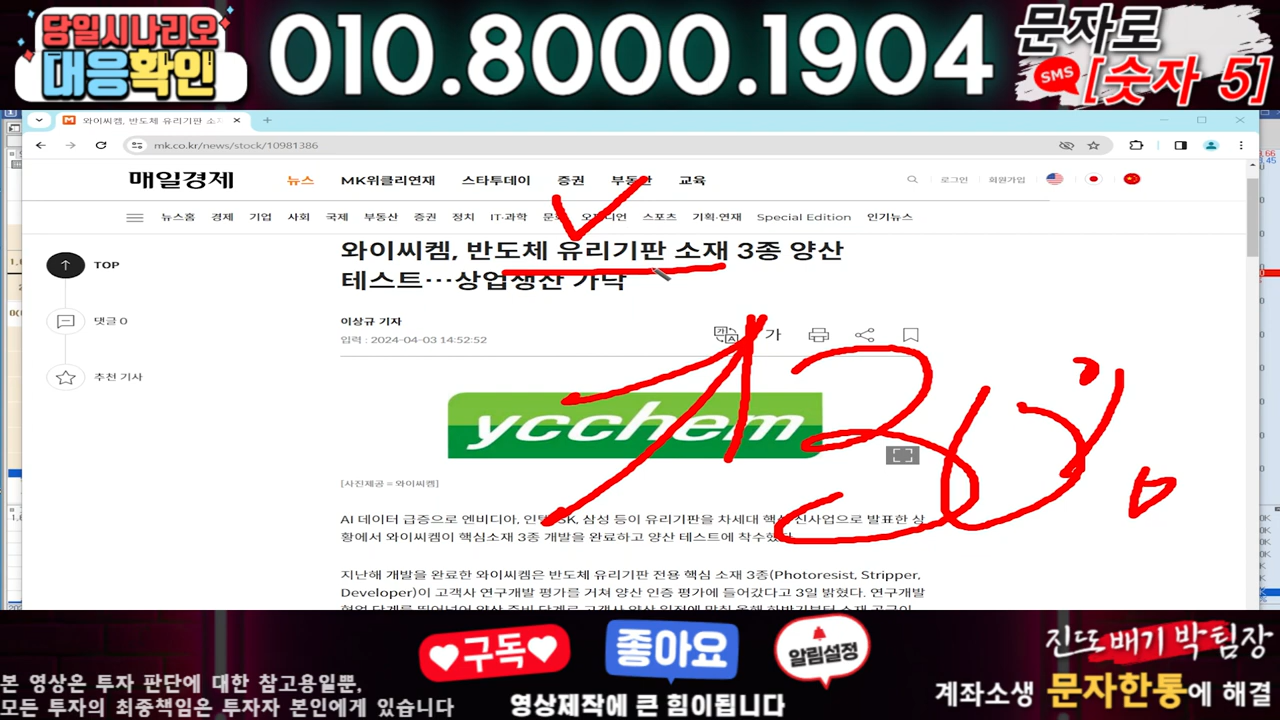 당일시나리오
대응확인
010.8000.1904
문자로
SMS [숫자 5]
와이씨켐, 반도체 유리기판 소재
mk.co.kr/news/stock/10981386
매일경제
뉴스 MK위클리연재 스타투데이 증권 부동산 교육
로그인 회원가입
뉴스홈 경제 기업 사회 국제 부동산 증권 정치 IT·과학 문화 오피니언 스포츠 기획·연재 Special Edition 인기뉴스
TOP
댓글 0
추천 기사
와이씨켐, 반도체 유리기판 소재 3종 양산
테스트…상업생산 가닥
이상규 기자
입력 : 2024-04-03 14:52:52
가
ycchem
[사진제공 = 와이씨켐]
AI 데이터 급증으로 엔비디아, 인텔, SK, 삼성 등이 유리기판을 차세대 핵심 신사업으로 발표한 상
황에서 와이씨켐이 핵심소재 3종 개발을 완료하고 양산 테스트에 착수했다.
지난해 개발을 완료한 와이씨켐은 반도체 유리기판 전용 핵심 소재 3종(Photoresist, Stripper,
Developer)이 고객사 연구개발 평가를 거쳐 양산 인증 평가에 들어갔다고 3일 밝혔다. 연구개발
구독
좋아요
알림설정
영상제작에 큰 힘이됩니다
본 영상은 투자 판단에 대한 참고용일뿐,
모든 투자의 최종책임은 투자자 본인에게 있습니다
진또배기 박팀장
계좌소생 문자한통에 해결